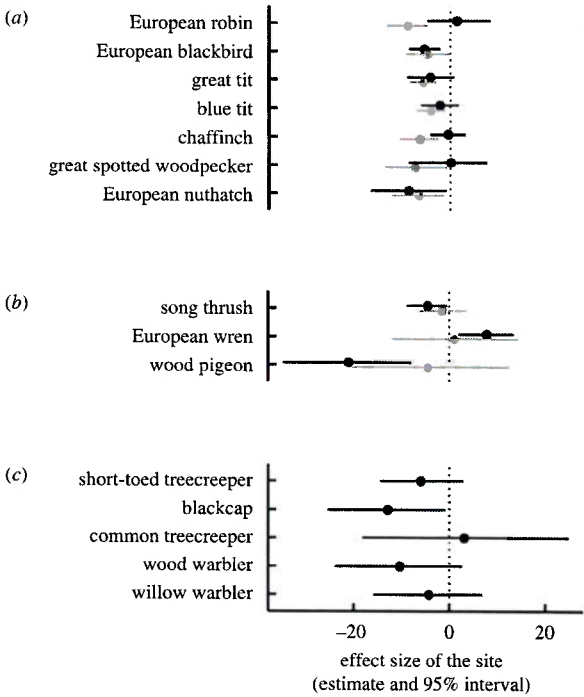 (a)
European robin
European blackbird
great tit
blue tit
chaffinch
great spotted woodpecker
European nuthatch
(b)
song thrush
European wren
wood pigeon
(c)
short-toed treecreeper
blackcap
common treecreeper
wood warbler
willow warbler
–20 0 20
effect size of the site
(estimate and 95% interval)